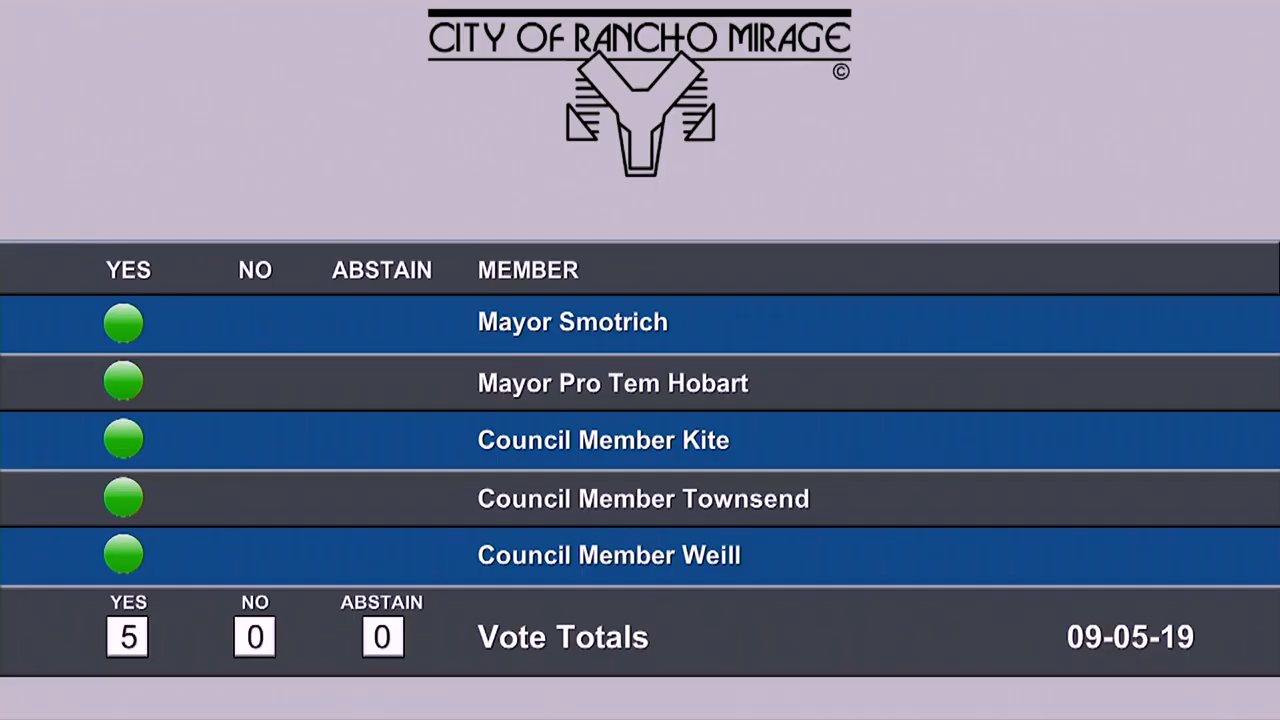 CITY OF RANCHO MIRAGE
©
YES NO ABSTAIN MEMBER
Mayor Smotrich
Mayor Pro Tem Hobart
Council Member Kite
Council Member Townsend
Council Member Weill
YES NO ABSTAIN
5 0 0 Vote Totals 09-05-19